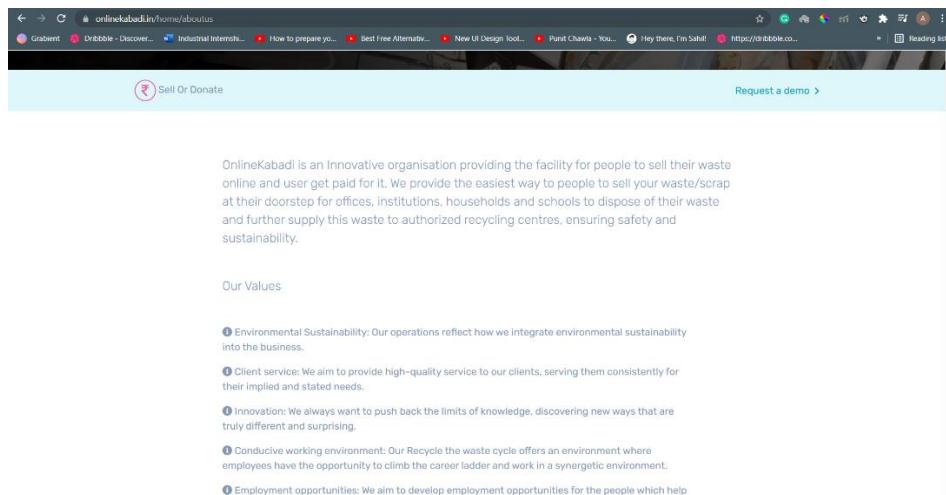 onlinekabadi.in/home/aboutus
Grabient Dribbble - Discover... Industrial Internshi... How to prepare yo... Best Free Alternativ... New UI Design Tool... Punit Chawla - You... Hey there, I'm Sahil! https://dribbble.co... » Reading list
Sell Or Donate
Request a demo >
OnlineKabadi is an Innovative organisation providing the facility for people to sell their waste
online and user get paid for it. We provide the easiest way to people to sell your waste/scrap
at their doorstep for offices, institutions, households and schools to dispose of their waste
and further supply this waste to authorized recycling centres, ensuring safety and
sustainability.
Our Values
Environmental Sustainability: Our operations reflect how we integrate environmental sustainability
into the business.
Client service: We aim to provide high-quality service to our clients, serving them consistently for
their implied and stated needs.
Innovation: We always want to push back the limits of knowledge, discovering new ways that are
truly different and surprising.
Conducive working environment: Our Recycle the waste cycle offers an environment where
employees have the opportunity to climb the career ladder and work in a synergetic environment.
Employment opportunities: We aim to develop employment opportunities for the people which help